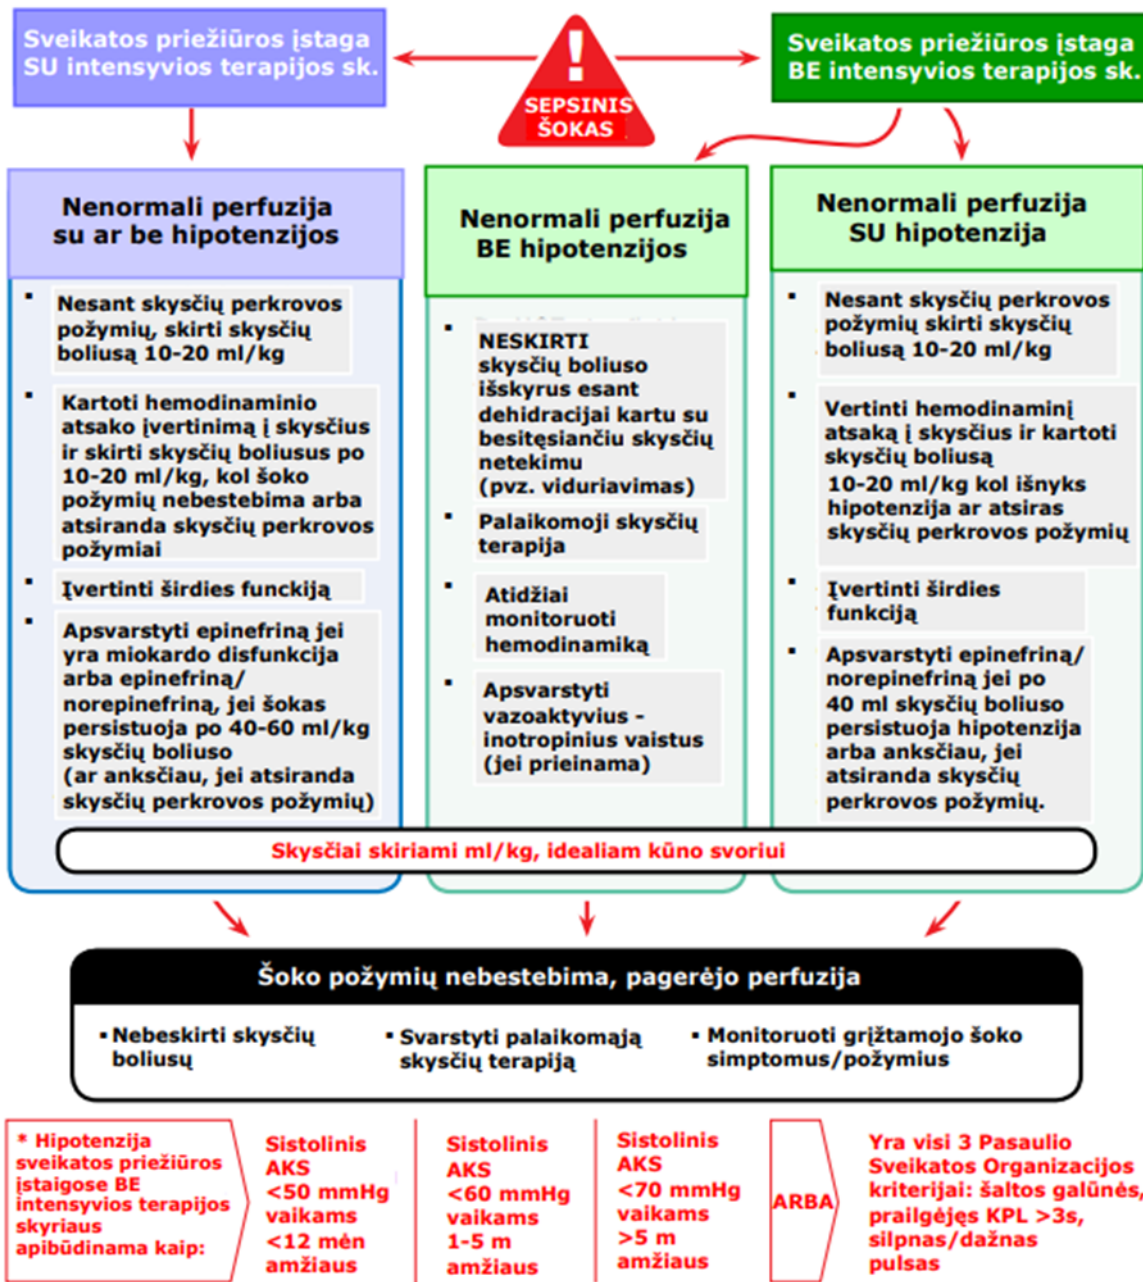 Sveikatos priežiūros įstaga
SU intensyvios terapijos sk.
!
SEPSINIS
ŠOKAS
Sveikatos priežiūros įstaga
BE intensyvios terapijos sk.
Nenormali perfuzija
su ar be hipotenzijos
▪ Nesant skysčių perkrovos
požymių, skirti skysčių
boliusą 10-20 ml/kg
▪ Kartoti hemodinaminio
atsako įvertinimą į skysčius
ir skirti skysčių boliusus po
10-20 ml/kg, kol šoko
požymių nebestebima arba
atsiranda skysčių perkrovos
požymiai
▪ Įvertinti širdies funckiją
▪ Apsvarstyti epinefriną jei
yra miokardo disfunkcija
arba epinefriną/
norepinefriną, jei šokas
persistuoja po 40-60 ml/kg
skysčių boliuso
(ar anksčiau, jei atsiranda
skysčių perkrovos požymių)
Nenormali perfuzija
BE hipotenzijos
▪ NESKIRTI
skysčių boliuso
išskyrus esant
dehidracijai kartu su
besitęsiančiu skysčių
netekimu
(pvz. viduriavimas)
▪ Palaikomoji skysčių
terapija
▪ Atidžiai
monitoruoti
hemodinamiką
▪ Apsvarstyti
vazoaktyvius -
inotropinius vaistus
(jei prieinama)
Nenormali perfuzija
SU hipotenzija
▪ Nesant skysčių perkrovos
požymių skirti skysčių
boliusą 10-20 ml/kg
▪ Vertinti hemodinaminį
atsaką į skysčius ir kartoti
skysčių boliusą
10-20 ml/kg kol išnyks
hipotenzija ar atsiras
skysčių perkrovos požymių
▪ Įvertinti širdies
funkciją
▪ Apsvarstyti epinefriną/
norepinefriną jei po
40 ml skysčių boliuso
persistuoja hipotenzija
arba anksčiau, jei
atsiranda skysčių
perkrovos požymių.
Skysčiai skiriami ml/kg, idealiam kūno svoriui
Šoko požymių nebestebima, pagerėjo perfuzija
▪ Nebeskirti skysčių
boliusų
▪ Svarstyti palaikomąją
skysčių terapiją
▪ Monitoruoti grįžtamojo šoko
simptomus/požymius
* Hipotenzija
sveikatos priežiūros
įstaigose BE
intensyvios terapijos
skyriaus
apibūdinama kaip:
Sistolinis
AKS
<50 mmHg
vaikams
<12 mėn
amžiaus
Sistolinis
AKS
<60 mmHg
vaikams
1-5 m
amžiaus
Sistolinis
AKS
<70 mmHg
vaikams
>5 m
amžiaus
ARBA
Yra visi 3 Pasaulio
Sveikatos Organizacijos
kriterijai: šaltos galūnės,
prailgėjęs KPL >3s,
silpnas/dažnas
pulsas